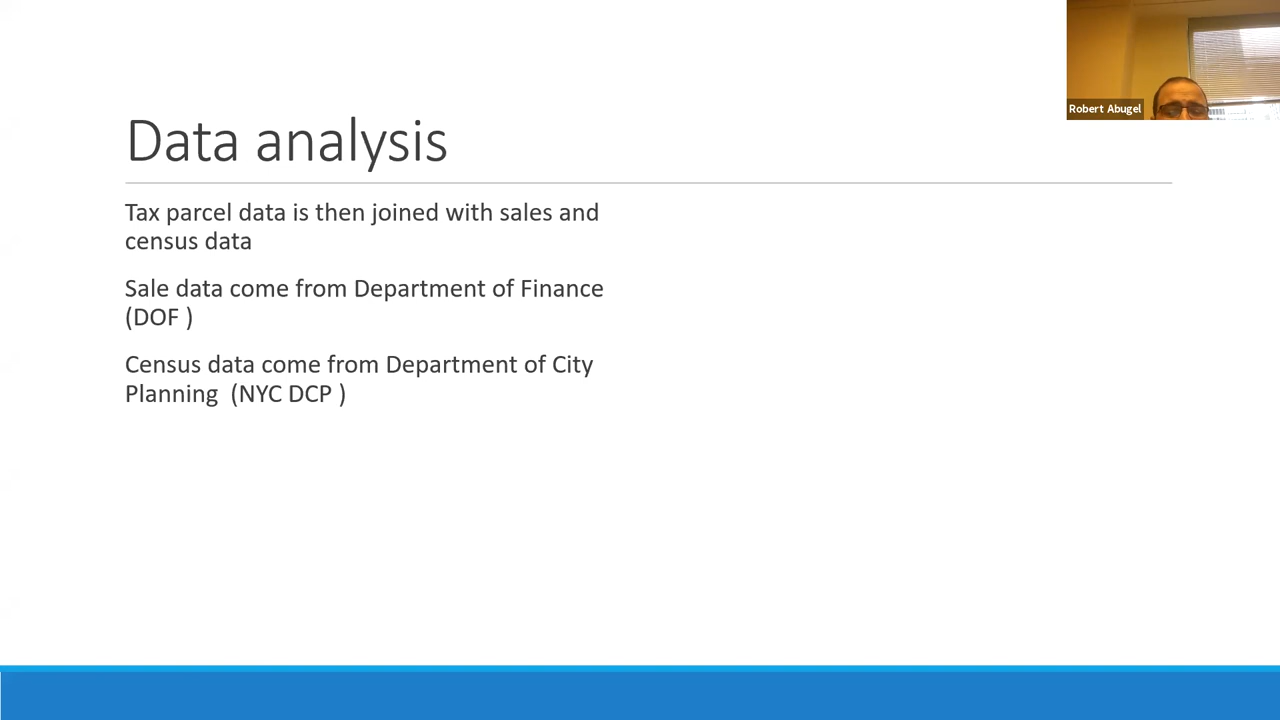 Robert Abugel
Data analysis
Tax parcel data is then joined with sales and
census data
Sale data come from Department of Finance
(DOF )
Census data come from Department of City
Planning  (NYC DCP )